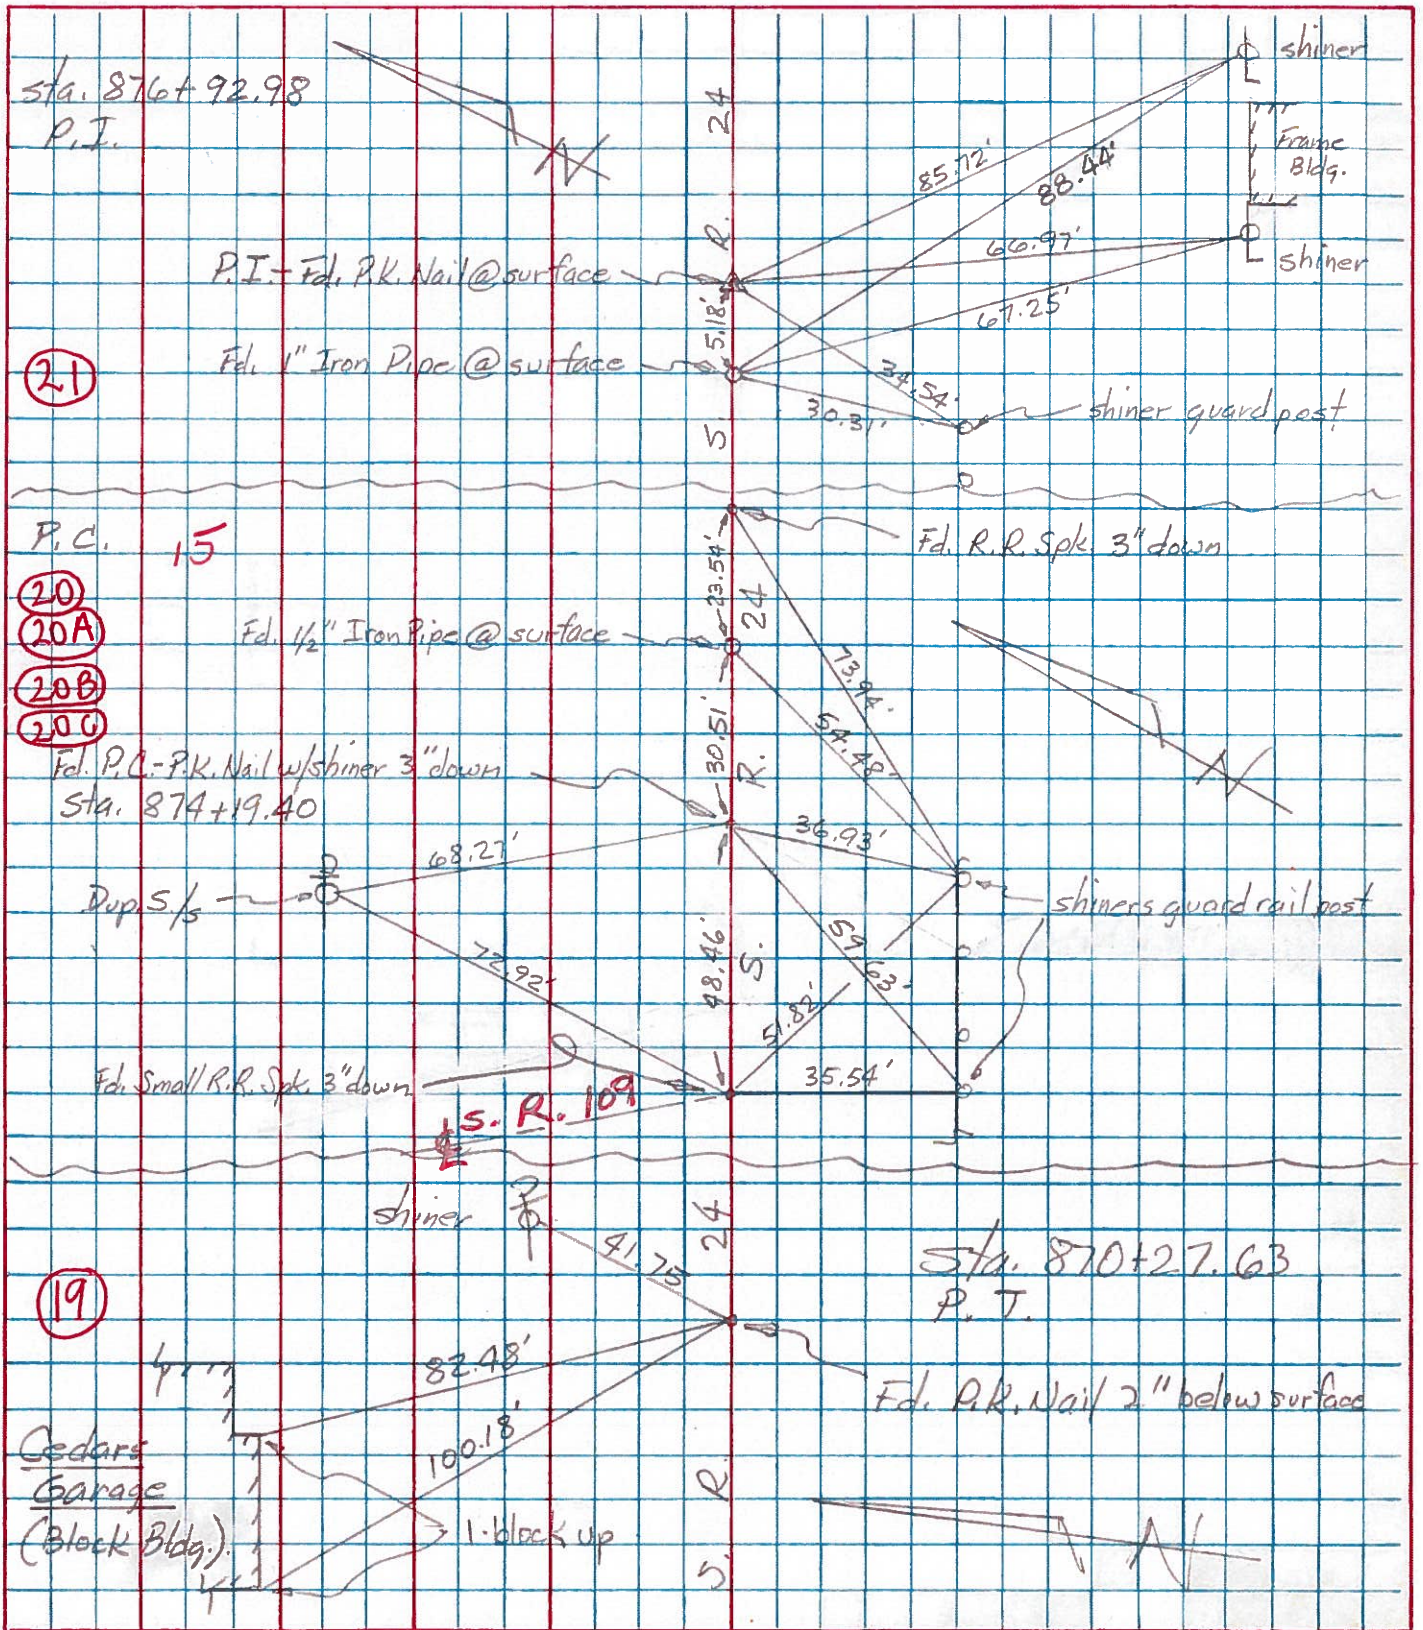 sta. 876+92.98
P.I.
N
24
R.
S
85.72'
88.44'
66.97'
67.25'
shiner
Frame
Bldg.
shiner
P.I.- Fd. P.K. Nail @ surface
5.18'
Fd. 1" Iron Pipe @ surface
21
34.54'
30.31'
shiner guard post
P.C.
15
Fd. R.R. Spk. 3" down
20
20A
20B
20C
23.54'
24
Fd. 1/2" Iron Pipe @ surface
73.94'
54.48'
30.51'
R.
N
Fd. P.C.-P.K. Nail w/shiner 3" down
Sta. 874+19.40
68.27'
36.93'
Dup. S/S
shiners guard rail post
72.92'
48.46'
S.
59.63'
51.82'
Fd. Small R.R. Spk. 3" down
35.54'
℄ S. R. 109
shiner
24
41.75
Sta. 870+27.63
P.T.
19
82.48'
Fd. P.K. Nail 2" below surface
100.18'
Cedars
Garage
(Block Bldg.)
1-block up
R.
S.
N